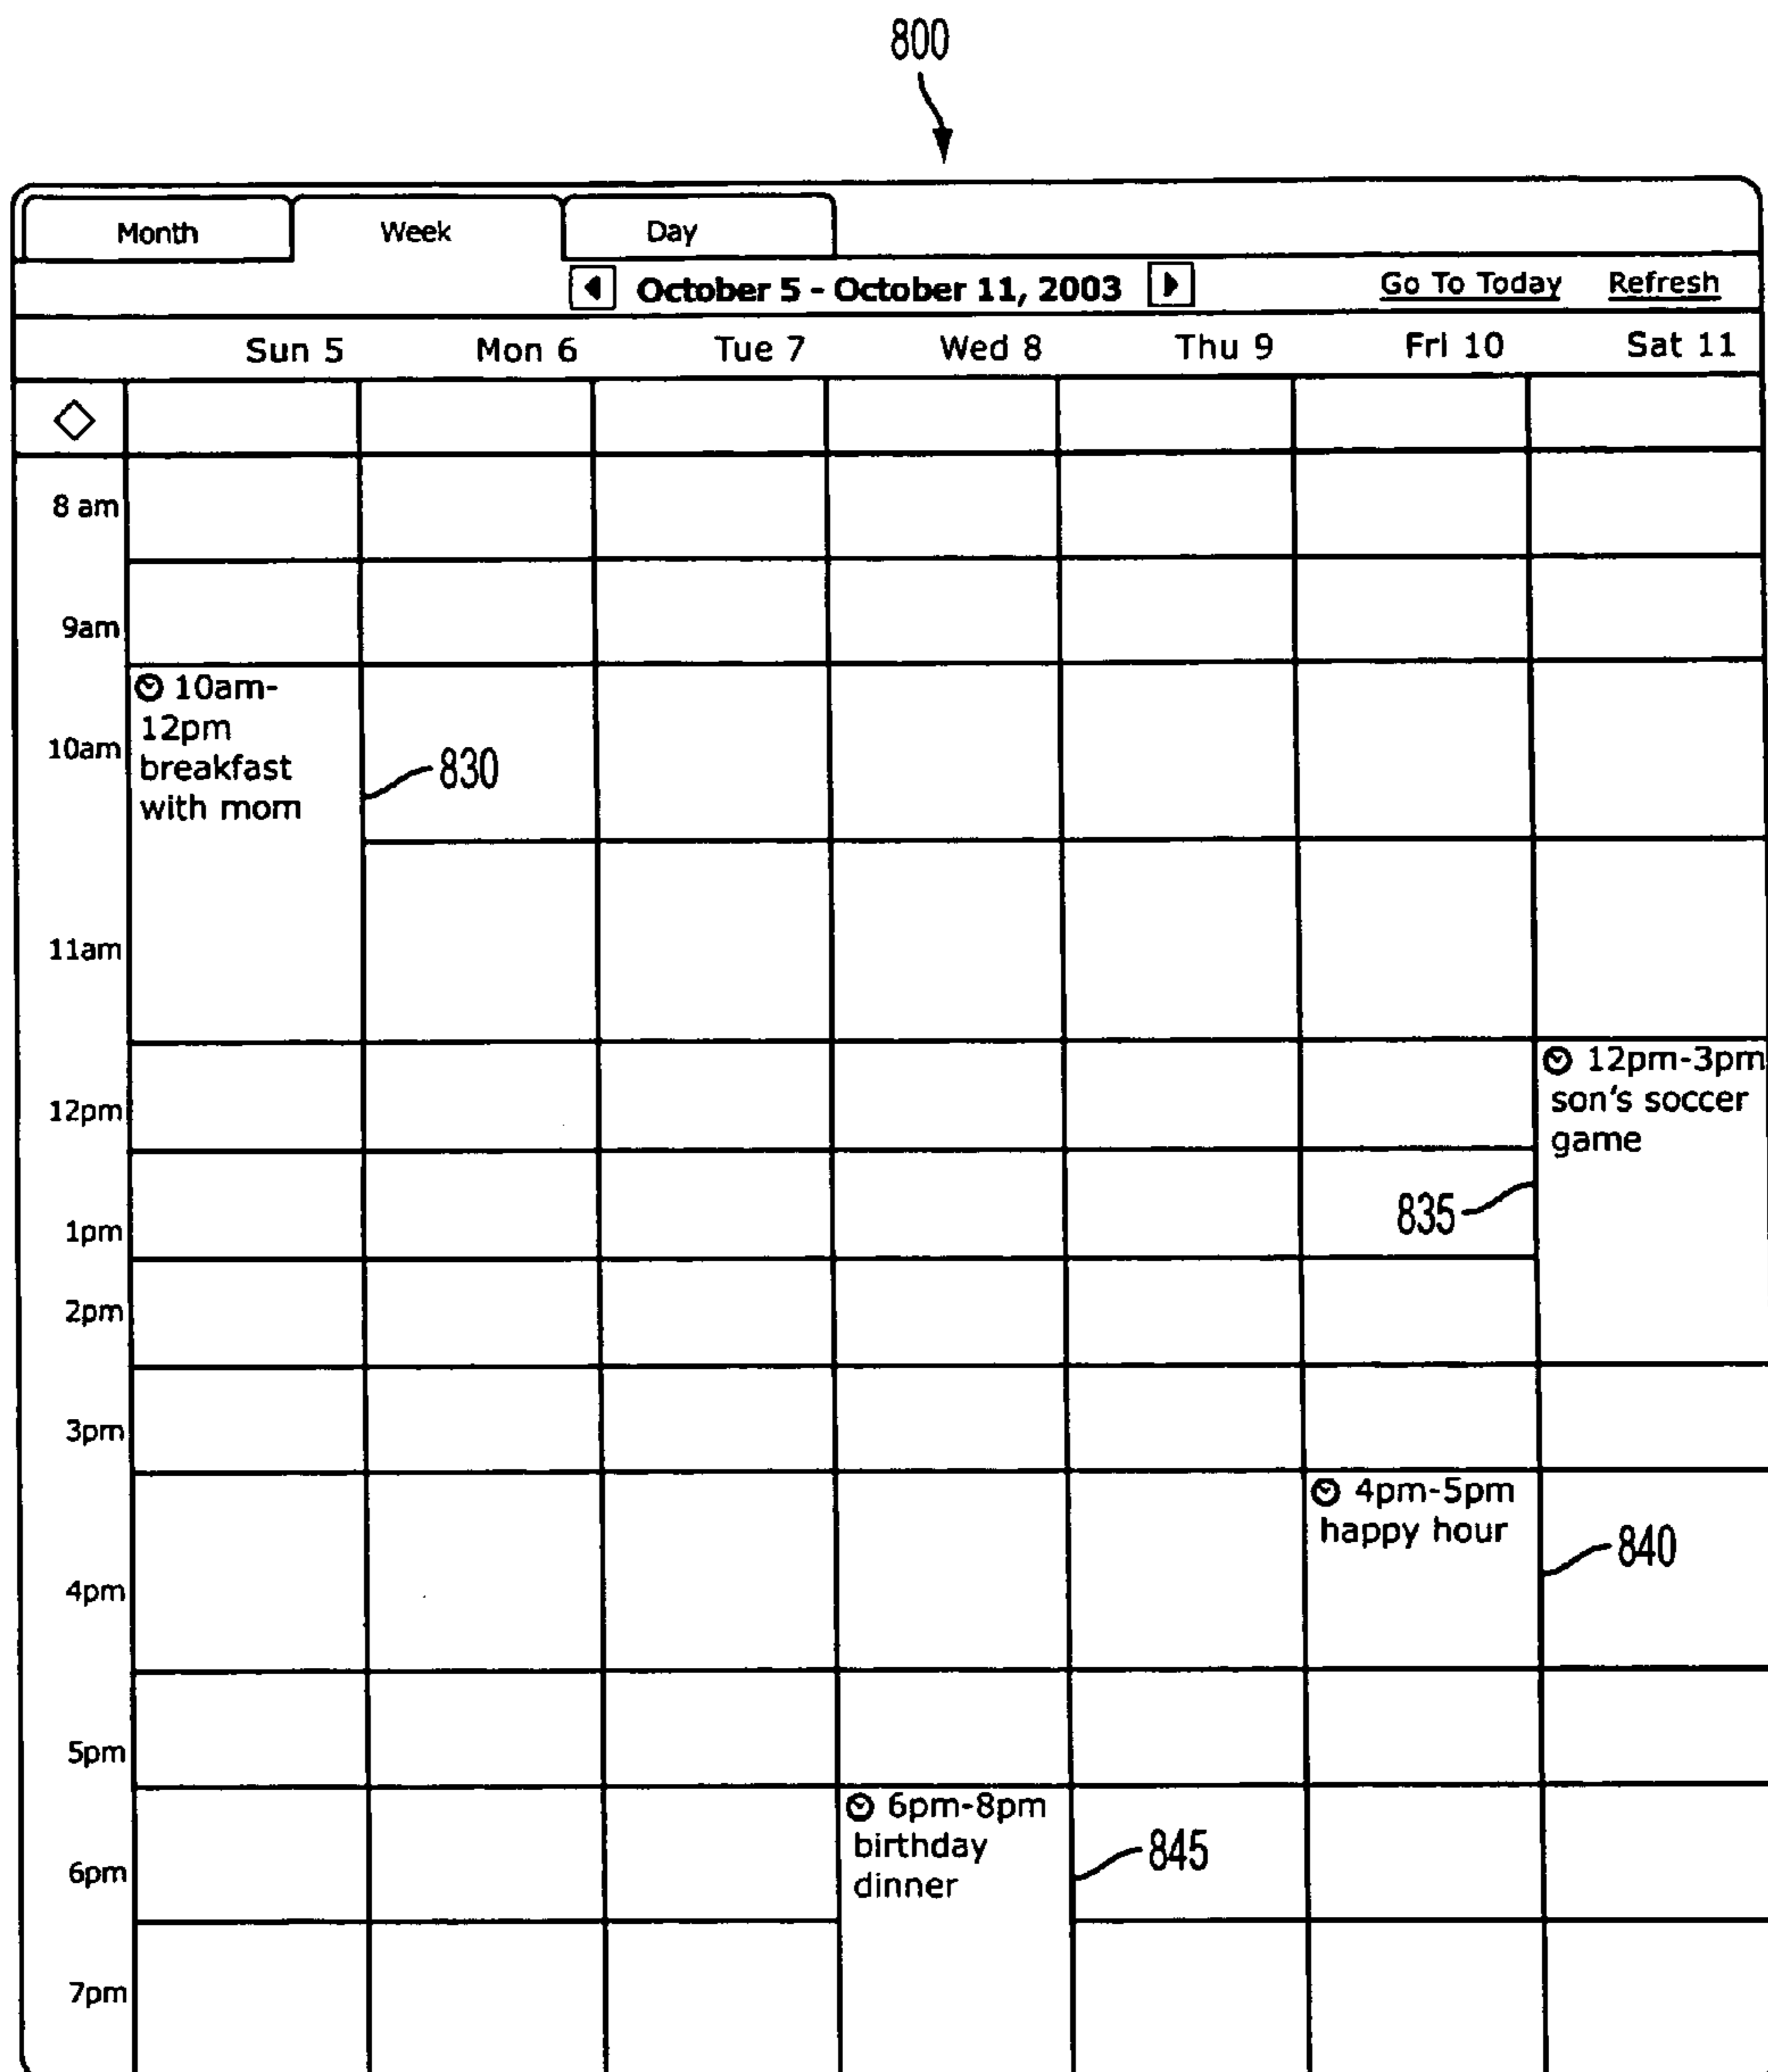 800
Month Week Day
October 5 - October 11, 2003 Go To Today Refresh
Sun 5 Mon 6 Tue 7 Wed 8 Thu 9 Fri 10 Sat 11
8 am
9am
10am-
12pm
10am
breakfast
830
with mom
11am
12pm-3pm
son's soccer
12pm
game
835
1pm
2pm
3pm
4pm-5pm
happy hour
840
4pm
5pm
6pm-8pm
birthday
845
6pm
dinner
7pm